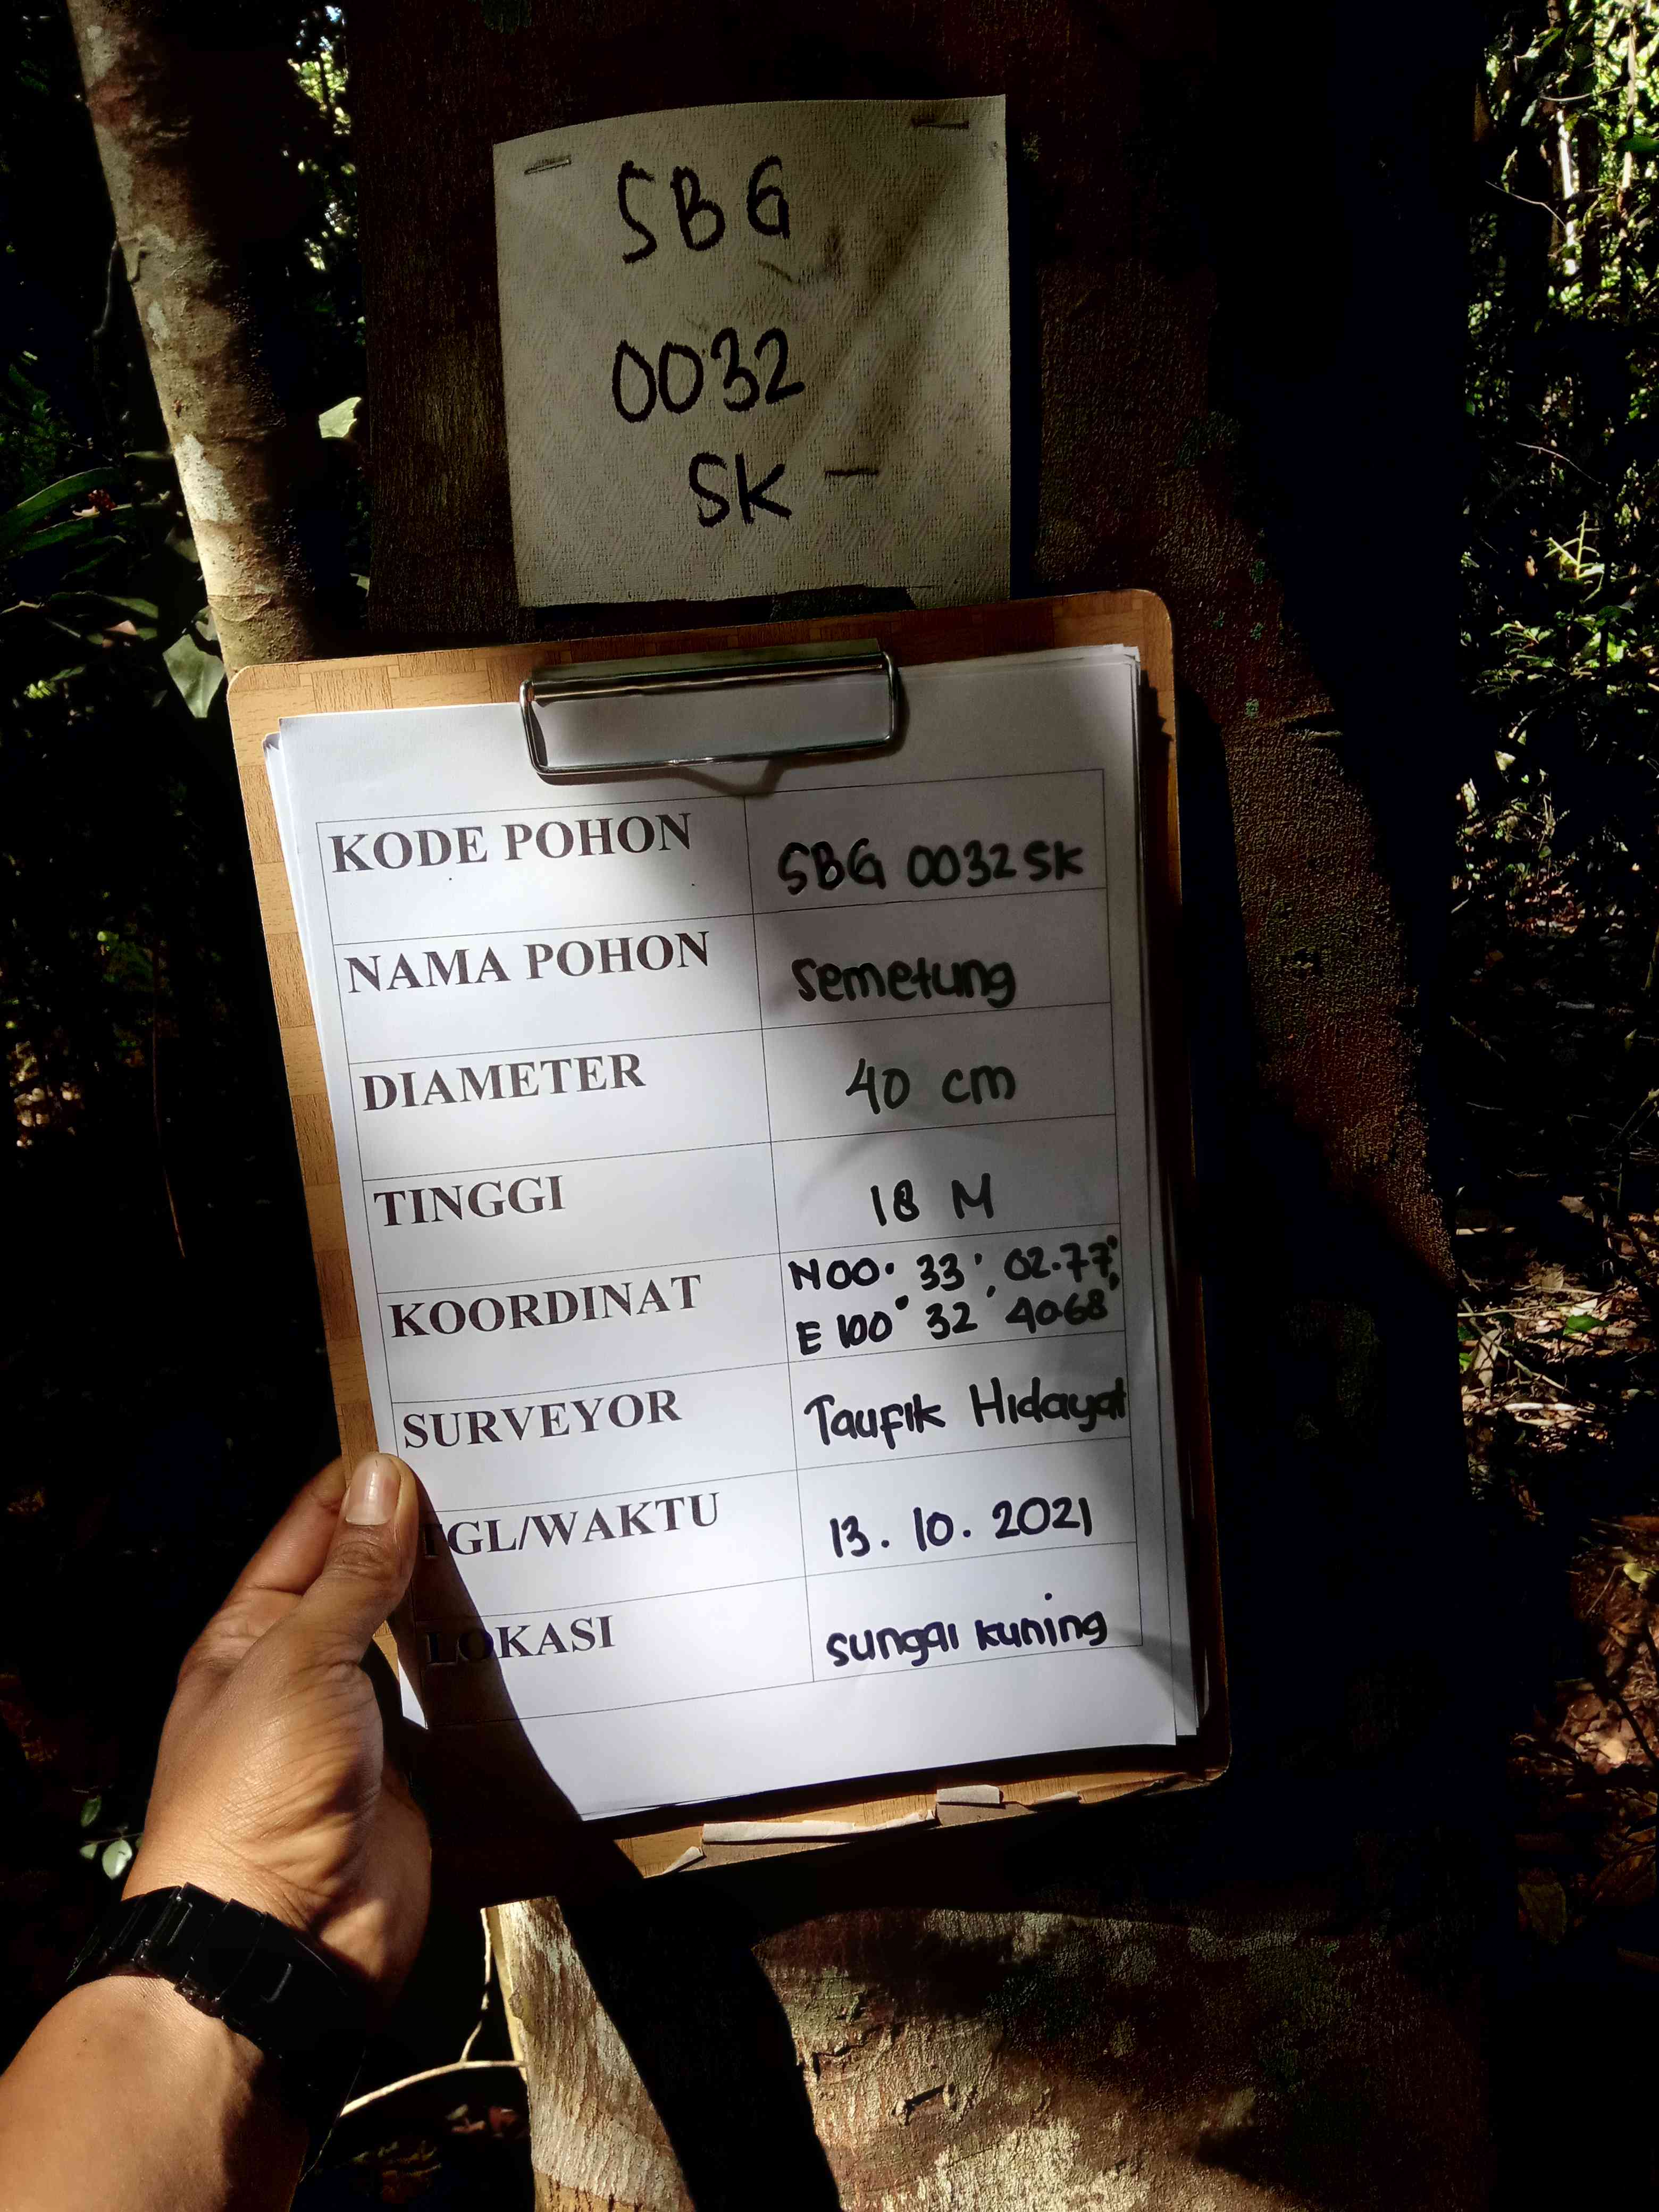 SBG
0032
SK
KODE POHON SBG 0032 SK
NAMA POHON semetung
DIAMETER 40 cm
TINGGI 18 M
KOORDINAT N00° 33' 02.77"
E 100° 32' 40.68"
SURVEYOR Taufik Hidayat
TGL/WAKTU 13. 10. 2021
LOKASI sungai kuning